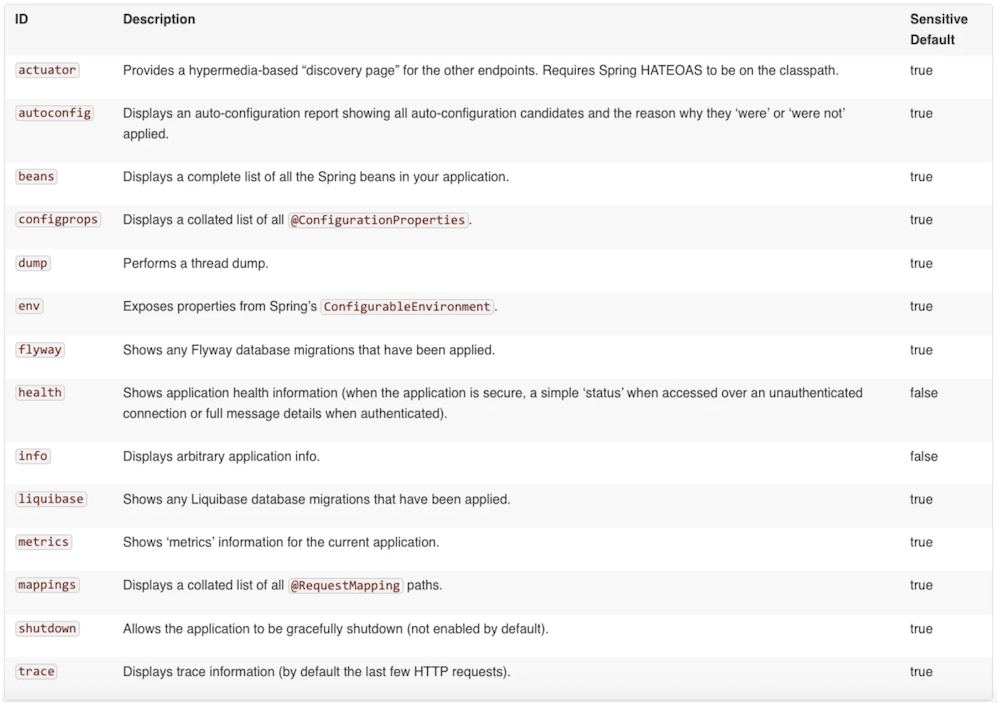 ID Description Sensitive
Default
actuator Provides a hypermedia-based “discovery page” for the other endpoints. Requires Spring HATEOAS to be on the classpath. true
autoconfig Displays an auto-configuration report showing all auto-configuration candidates and the reason why they ‘were’ or ‘were not’ true
applied.
beans Displays a complete list of all the Spring beans in your application. true
configprops Displays a collated list of all @ConfigurationProperties. true
dump Performs a thread dump. true
env Exposes properties from Spring’s ConfigurableEnvironment. true
flyway Shows any Flyway database migrations that have been applied. true
health Shows application health information (when the application is secure, a simple ‘status’ when accessed over an unauthenticated false
connection or full message details when authenticated).
info Displays arbitrary application info. false
liquibase Shows any Liquibase database migrations that have been applied. true
metrics Shows ‘metrics’ information for the current application. true
mappings Displays a collated list of all @RequestMapping paths. true
shutdown Allows the application to be gracefully shutdown (not enabled by default). true
trace Displays trace information (by default the last few HTTP requests). true